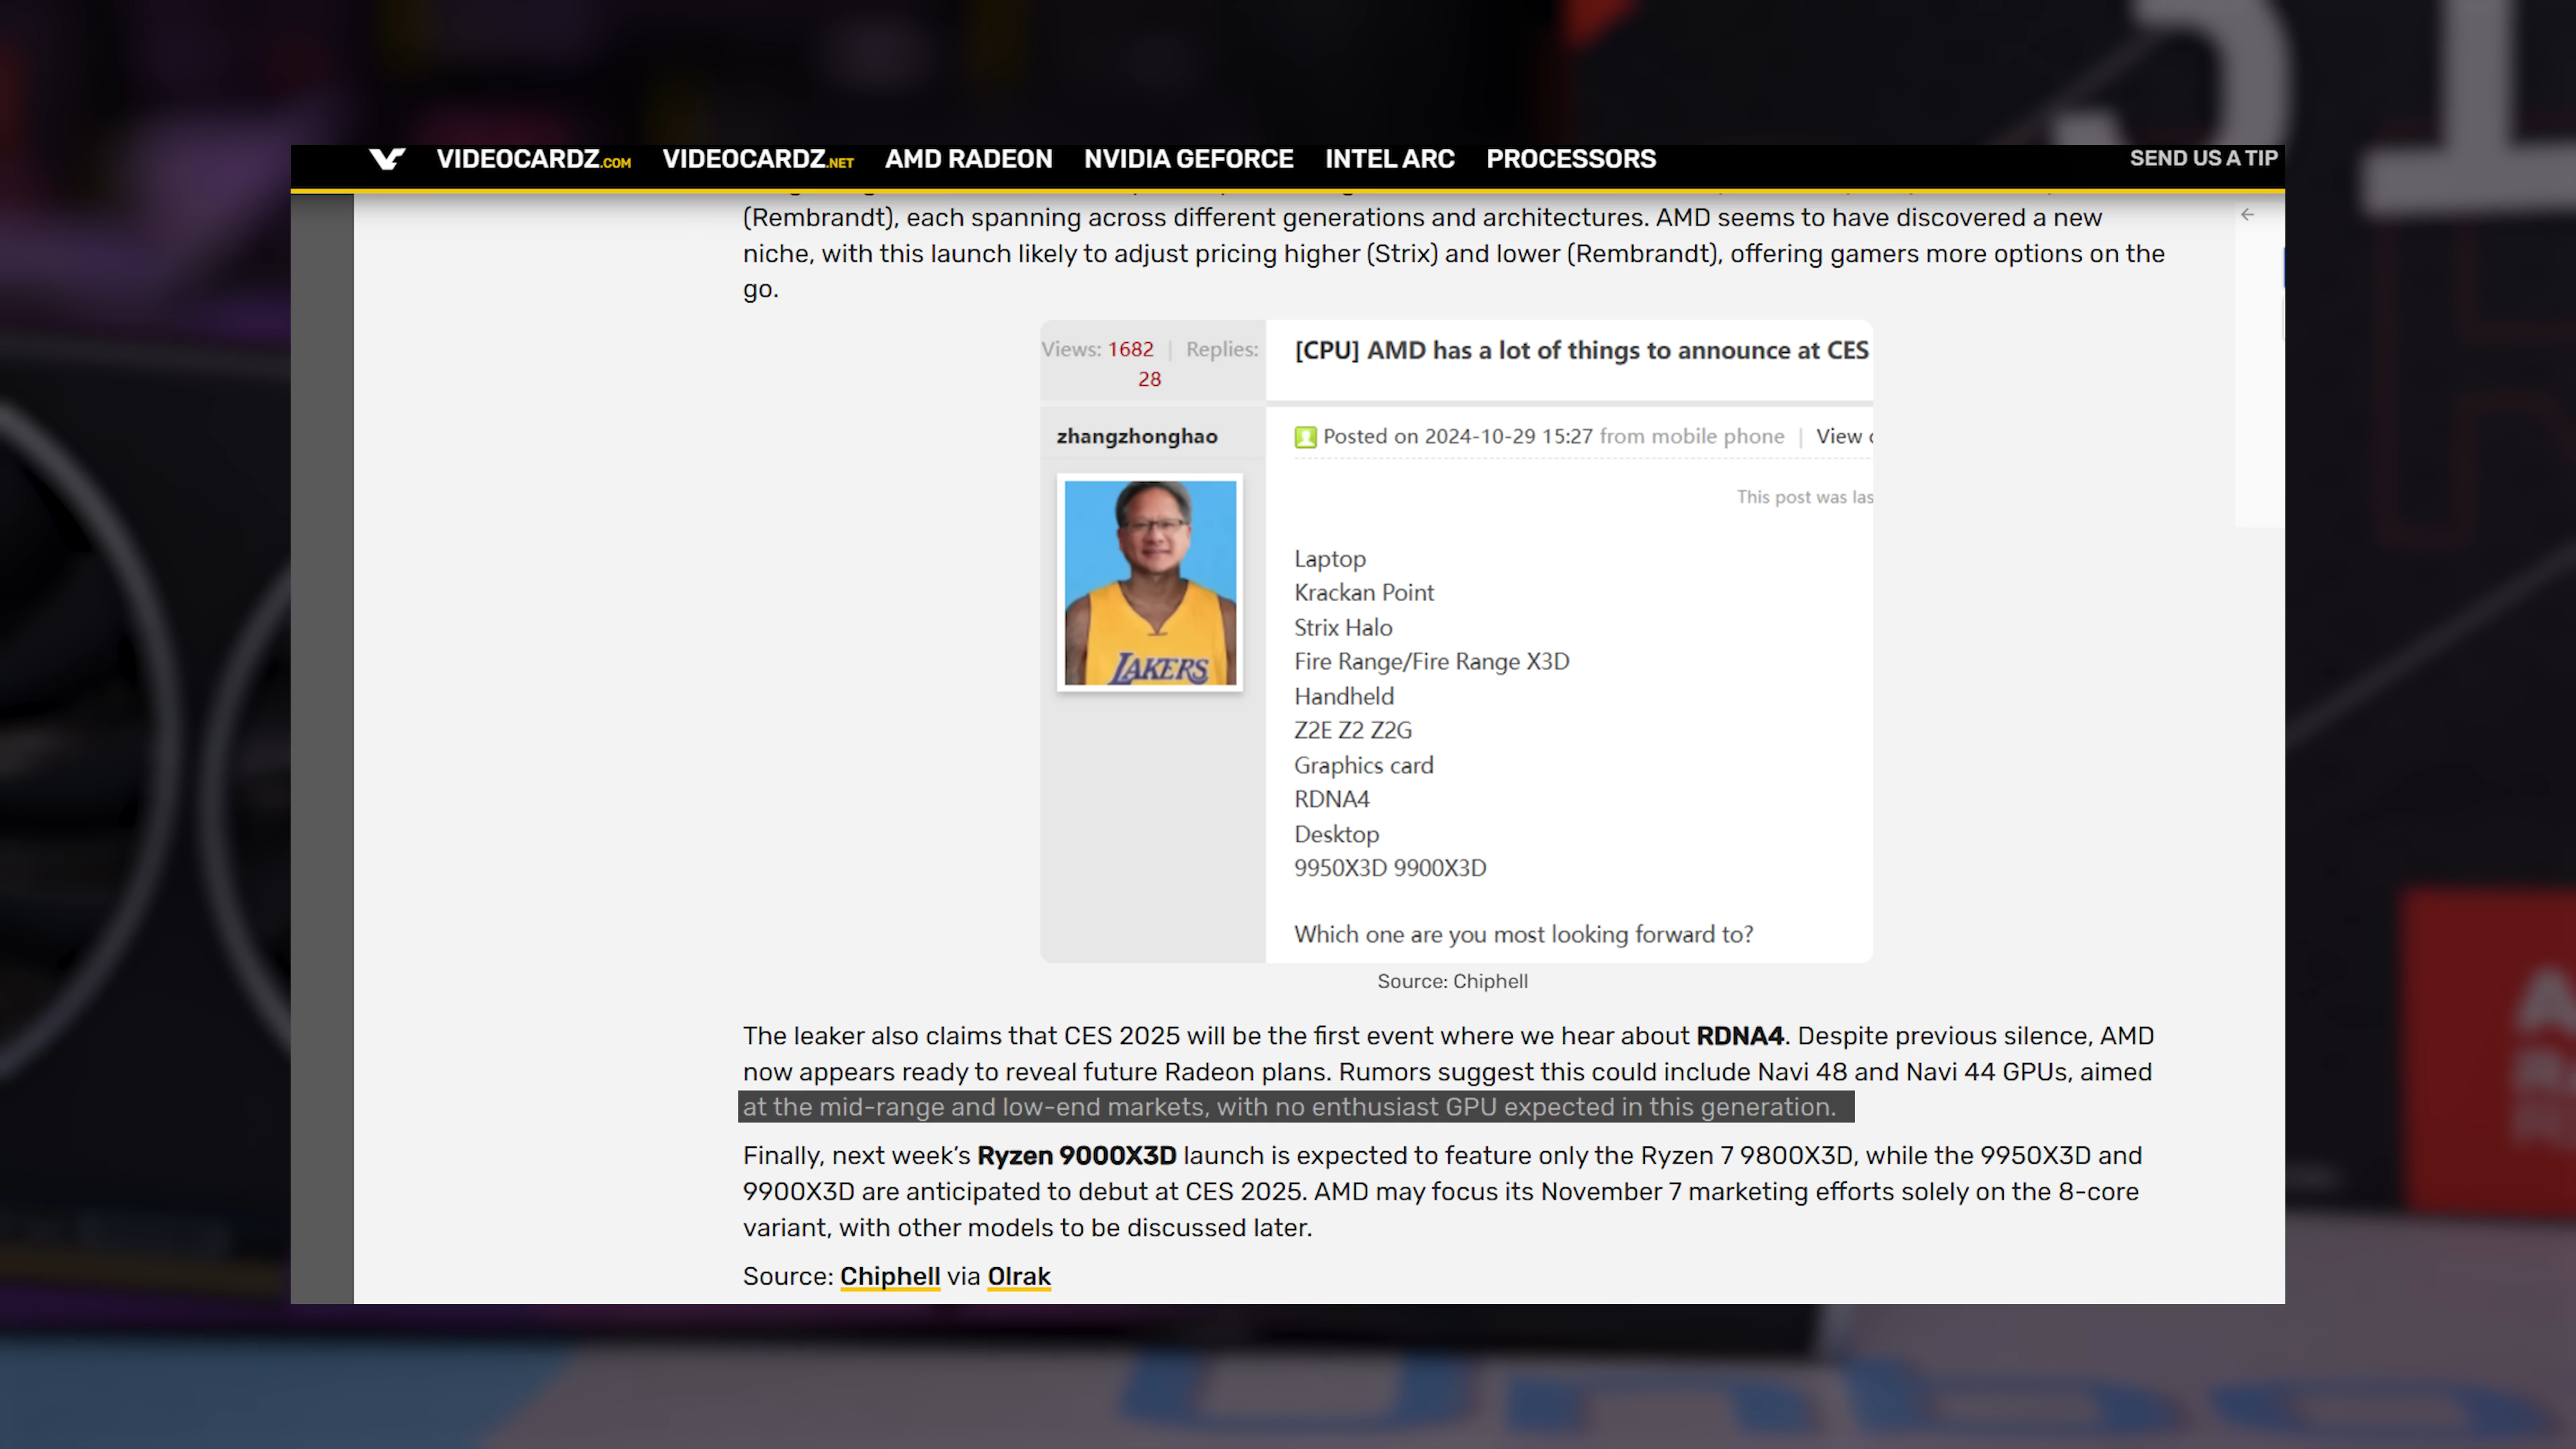 VIDEOCARDZ.COM VIDEOCARDZ.NET AMD RADEON NVIDIA GEFORCE INTEL ARC PROCESSORS SEND US A TIP
(Rembrandt), each spanning across different generations and architectures. AMD seems to have discovered a new
niche, with this launch likely to adjust pricing higher (Strix) and lower (Rembrandt), offering gamers more options on the
go.
Views: 1682 | Replies:
28
[CPU] AMD has a lot of things to announce at CES
zhangzhonghao
Posted on 2024-10-29 15:27 from mobile phone | View
This post was las
LAKERS
Laptop
Krackan Point
Strix Halo
Fire Range/Fire Range X3D
Handheld
Z2E Z2 Z2G
Graphics card
RDNA4
Desktop
9950X3D 9900X3D
Which one are you most looking forward to?
Source: Chiphell
The leaker also claims that CES 2025 will be the first event where we hear about RDNA4. Despite previous silence, AMD
now appears ready to reveal future Radeon plans. Rumors suggest this could include Navi 48 and Navi 44 GPUs, aimed
at the mid-range and low-end markets, with no enthusiast GPU expected in this generation.
Finally, next week's Ryzen 9000X3D launch is expected to feature only the Ryzen 7 9800X3D, while the 9950X3D and
9900X3D are anticipated to debut at CES 2025. AMD may focus its November 7 marketing efforts solely on the 8-core
variant, with other models to be discussed later.
Source: Chiphell via Olrak